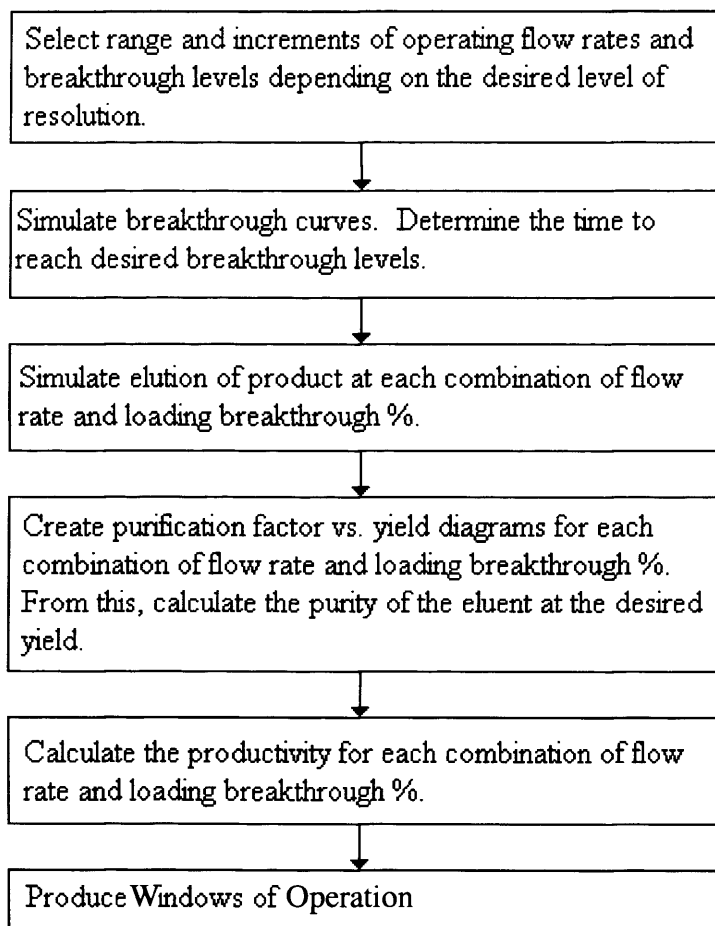 Select range and increments of operating flow rates and
breakthrough levels depending on the desired level of
resolution.
Simulate breakthrough curves. Determine the time to
reach desired breakthrough levels.
Simulate elution of product at each combination of flow
rate and loading breakthrough %.
Create purification factor vs. yield diagrams for each
combination of flow rate and loading breakthrough %.
From this, calculate the purity of the eluent at the desired
yield.
Calculate the productivity for each combination of flow
rate and loading breakthrough %.
Produce Windows of Operation